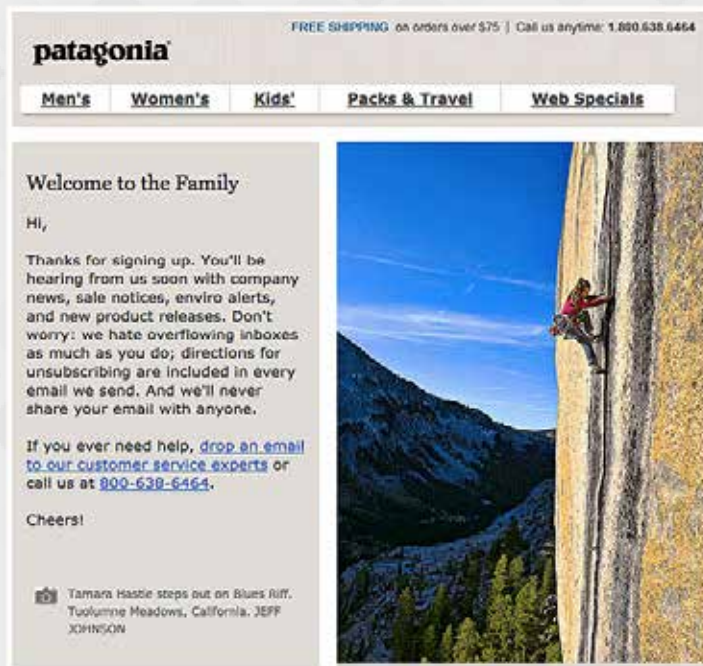 FREE SHIPPING on orders over $75 | Call us anytime: 1.800.638.6464
patagonia®
Men's Women's Kids' Packs & Travel Web Specials
Welcome to the Family
Hi,
Thanks for signing up. You'll be
hearing from us soon with company
news, sale notices, enviro alerts,
and new product releases. Don't
worry: we hate overflowing inboxes
as much as you do; directions for
unsubscribing are included in every
email we send. And we'll never
share your email with anyone.
If you ever need help, drop an email
to our customer service experts or
call us at 800-638-6464.
Cheers!
Tamara Hastie steps out on Blues Riff.
Tuolumne Meadows, California. JEFF
JOHNSON